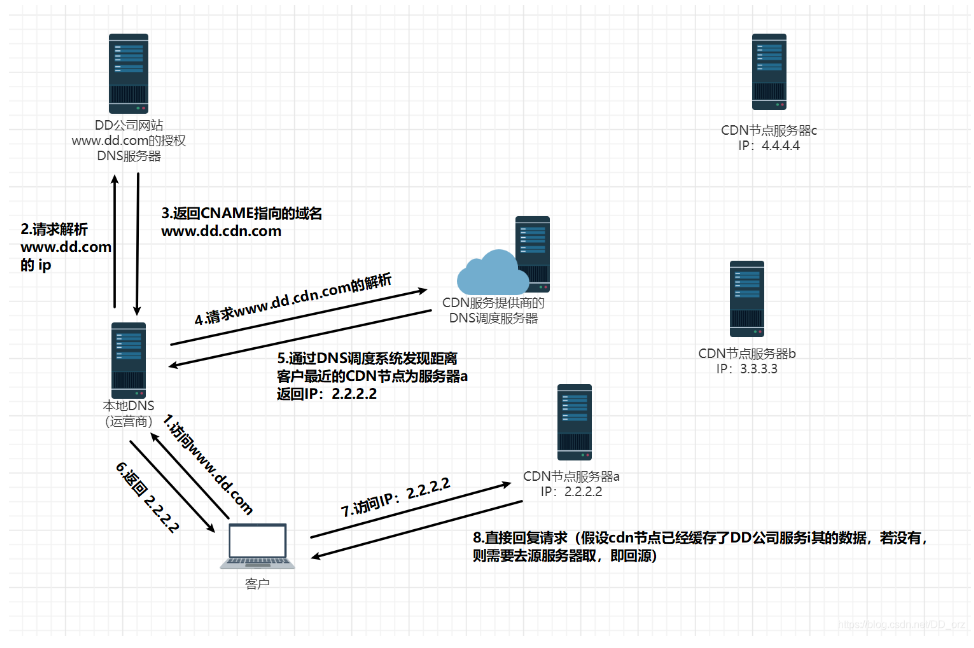 DD公司网站
www.dd.com的授权
DNS服务器
CDN节点服务器c
IP：4.4.4.4
2.请求解析
www.dd.com
的 ip
3.返回CNAME指向的域名
www.dd.cdn.com
4.请求www.dd.cdn.com的解析
CDN服务提供商的
DNS调度服务器
5.通过DNS调度系统发现距离
客户最近的CDN节点为服务器a
返回IP：2.2.2.2
CDN节点服务器b
IP：3.3.3.3
本地DNS
（运营商）
1.访问www.dd.com
6.返回 2.2.2.2
7.访问IP：2.2.2.2
CDN节点服务器a
IP：2.2.2.2
8.直接回复请求（假设cdn节点已经缓存了DD公司服务i其的数据，若没有，
则需要去源服务器取，即回源）
客户
https://blog.csdn.net/DD_orz